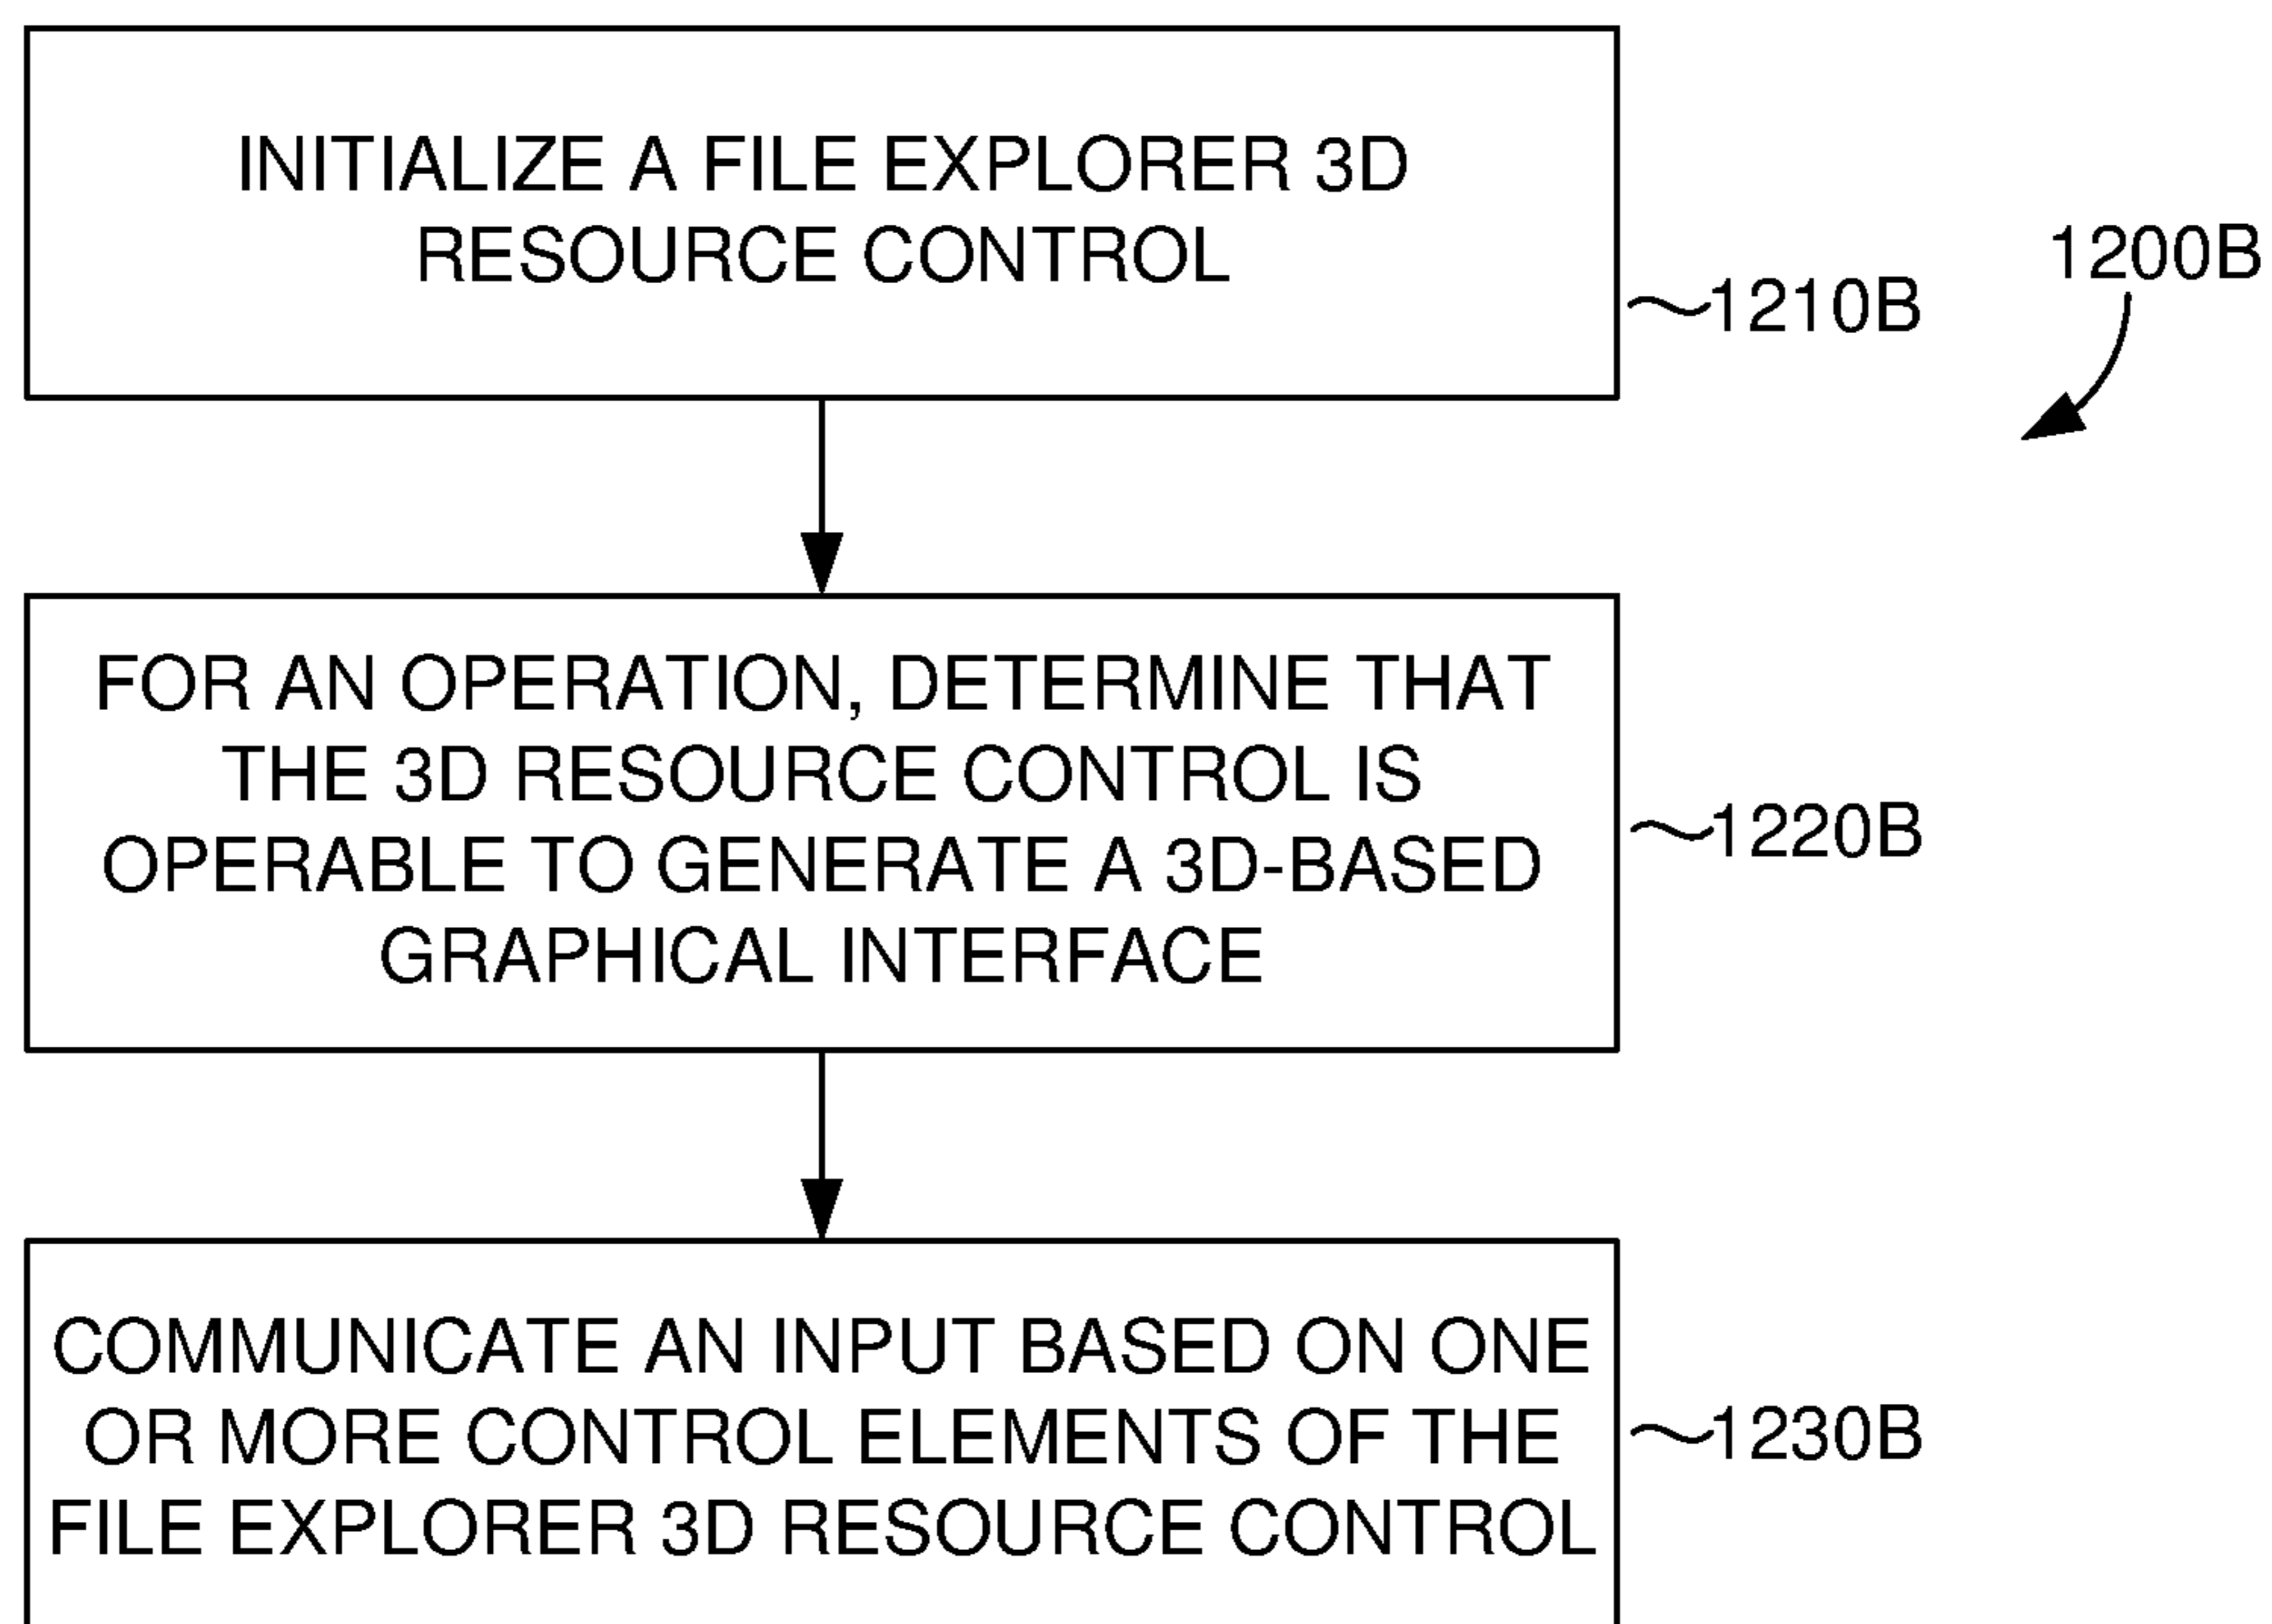 INITIALIZE A FILE EXPLORER 3D
RESOURCE CONTROL
1210B
1200B
FOR AN OPERATION, DETERMINE THAT
THE 3D RESOURCE CONTROL IS
OPERABLE TO GENERATE A 3D-BASED
GRAPHICAL INTERFACE
1220B
COMMUNICATE AN INPUT BASED ON ONE
OR MORE CONTROL ELEMENTS OF THE
FILE EXPLORER 3D RESOURCE CONTROL
1230B